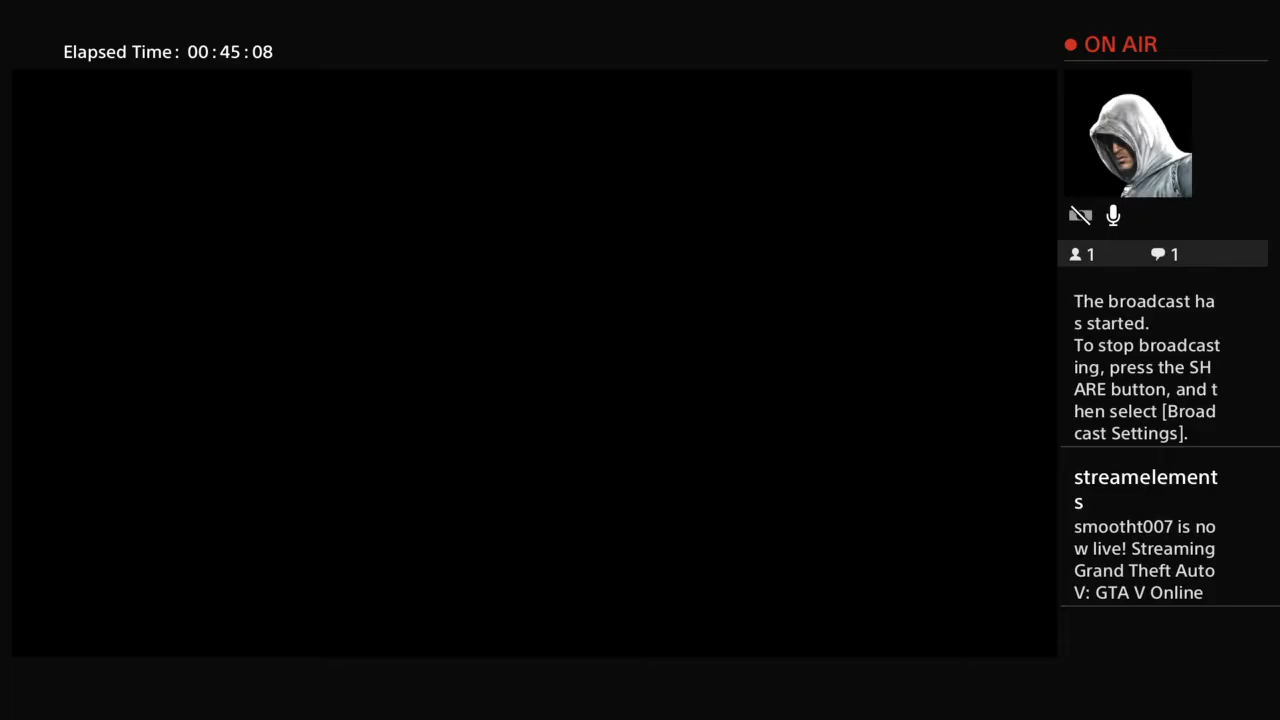 Elapsed Time: 00:45:08
ON AIR
1 1
The broadcast ha
s started.
To stop broadcast
ing, press the SH
ARE button, and t
hen select [Broad
cast Settings].
streamelement
s
smootht007 is no
w live! Streaming
Grand Theft Auto
V: GTA V Online